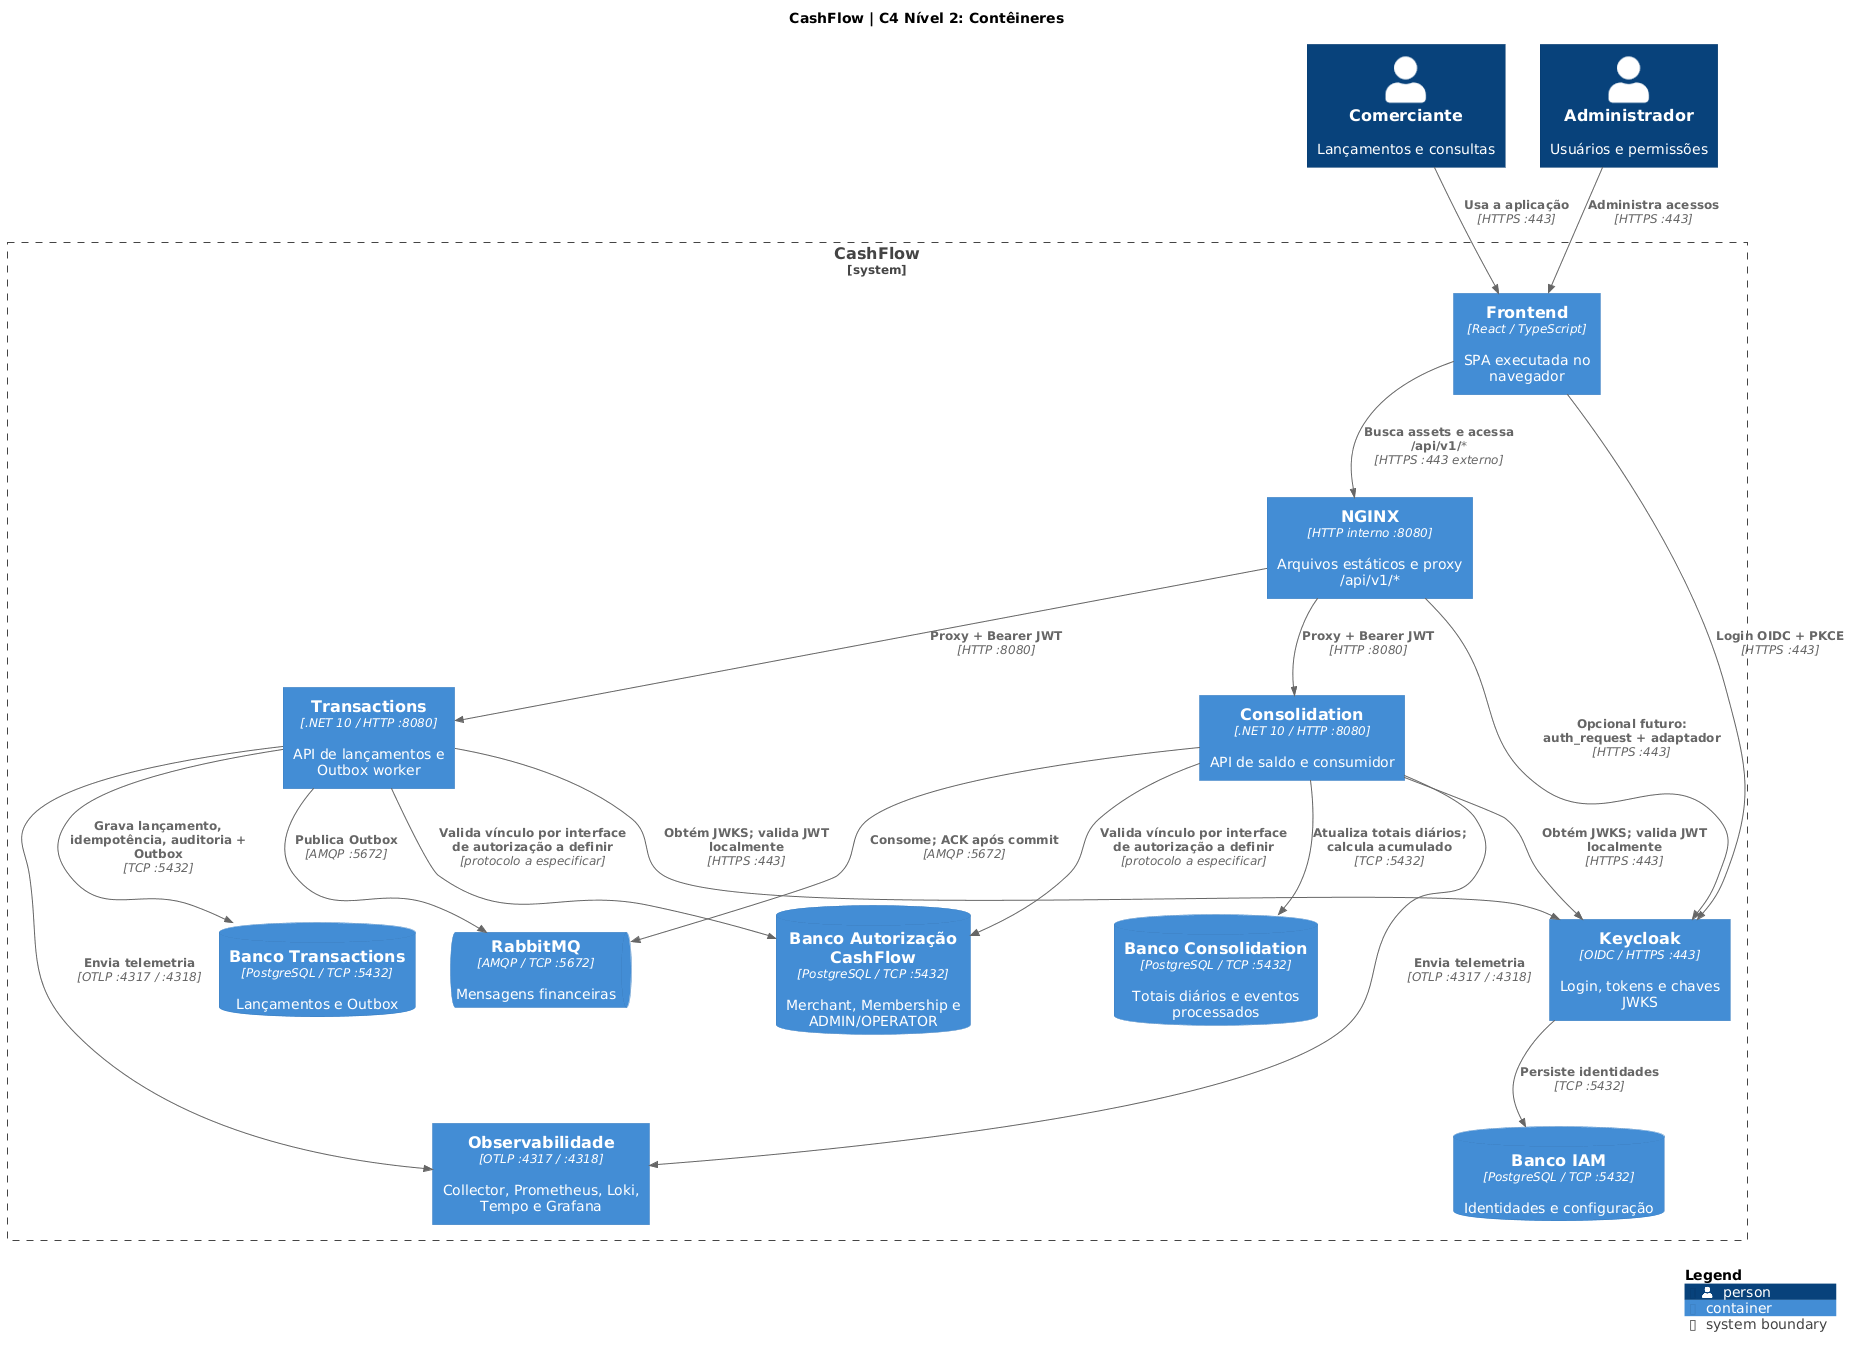 CashFlow | C4 Nível 2: Contêineres
Comerciante
Lançamentos e consultas
Administrador
Usuários e permissões
Usa a aplicação
[HTTPS :443]
Administra acessos
[HTTPS :443]
CashFlow
[system]
Frontend
[React / TypeScript]
SPA executada no
navegador
Busca assets e acessa
/api/v1/*
[HTTPS :443 externo]
NGINX
[HTTP interno :8080]
Arquivos estáticos e proxy
/api/v1/*
Proxy + Bearer JWT
[HTTP :8080]
Proxy + Bearer JWT
[HTTP :8080]
Login OIDC + PKCE
[HTTPS :443]
Transactions
[.NET 10 / HTTP :8080]
API de lançamentos e
Outbox worker
Consolidation
[.NET 10 / HTTP :8080]
API de saldo e consumidor
Opcional futuro:
auth_request + adaptador
[HTTPS :443]
Grava lançamento,
idempotência, auditoria +
Outbox
[TCP :5432]
Publica Outbox
[AMQP :5672]
Valida vínculo por interface
de autorização a definir
[protocolo a especificar]
Obtém JWKS; valida JWT
localmente
[HTTPS :443]
Consome; ACK após commit
[AMQP :5672]
Valida vínculo por interface
de autorização a definir
[protocolo a especificar]
Atualiza totais diários;
calcula acumulado
[TCP :5432]
Obtém JWKS; valida JWT
localmente
[HTTPS :443]
Envia telemetria
[OTLP :4317 / :4318]
Banco Transactions
[PostgreSQL / TCP :5432]
Lançamentos e Outbox
RabbitMQ
[AMQP / TCP :5672]
Mensagens financeiras
Banco Autorização
CashFlow
[PostgreSQL / TCP :5432]
Merchant, Membership e
ADMIN/OPERATOR
Banco Consolidation
[PostgreSQL / TCP :5432]
Totais diários e eventos
processados
Envia telemetria
[OTLP :4317 / :4318]
Keycloak
[OIDC / HTTPS :443]
Login, tokens e chaves
JWKS
Persiste identidades
[TCP :5432]
Observabilidade
[OTLP :4317 / :4318]
Collector, Prometheus, Loki,
Tempo e Grafana
Banco IAM
[PostgreSQL / TCP :5432]
Identidades e configuração
Legend
person
container
system boundary